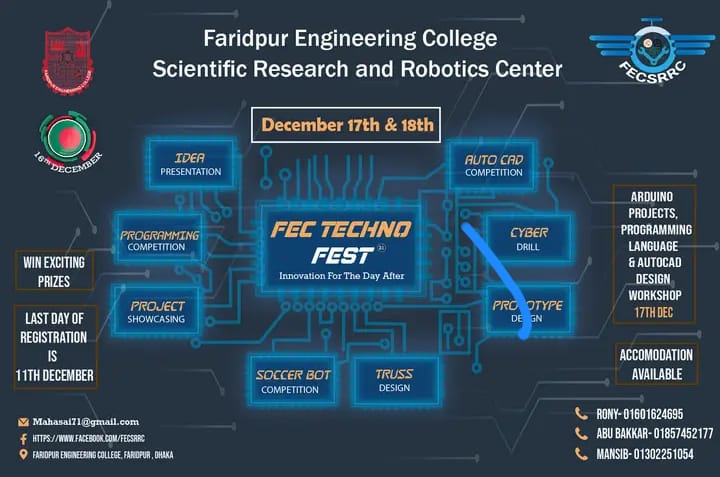 Faridpur Engineering College
Scientific Research and Robotics Center
FARIDPUR ENGINEERING COLLEGE
FECSRRC
16TH DECEMBER
December 17th & 18th
IDEA
PRESENTATION
AUTO CAD
COMPETITION
PROGRAMMING
COMPETITION
FEC TECHNO
FEST 21
Innovation For The Day After
CYBER
DRILL
PROJECT
SHOWCASING
PROTOTYPE
DESIGN
SOCCER BOT
COMPETITION
TRUSS
DESIGN
WIN EXCITING
PRIZES
LAST DAY OF
REGISTRATION
IS
11TH DECEMBER
ARDUINO
PROJECTS,
PROGRAMMING
LANGUAGE
& AUTOCAD
DESIGN
WORKSHOP
17TH DEC
ACCOMODATION
AVAILABLE
Mahasai71@gmail.com
HTTPS://WWW.FACEBOOK.COM/FECSRRC
FARIDPUR ENGINEERING COLLEGE, FARIDPUR , DHAKA
RONY- 01601624695
ABU BAKKAR- 01857452177
MANSIB- 01302251054